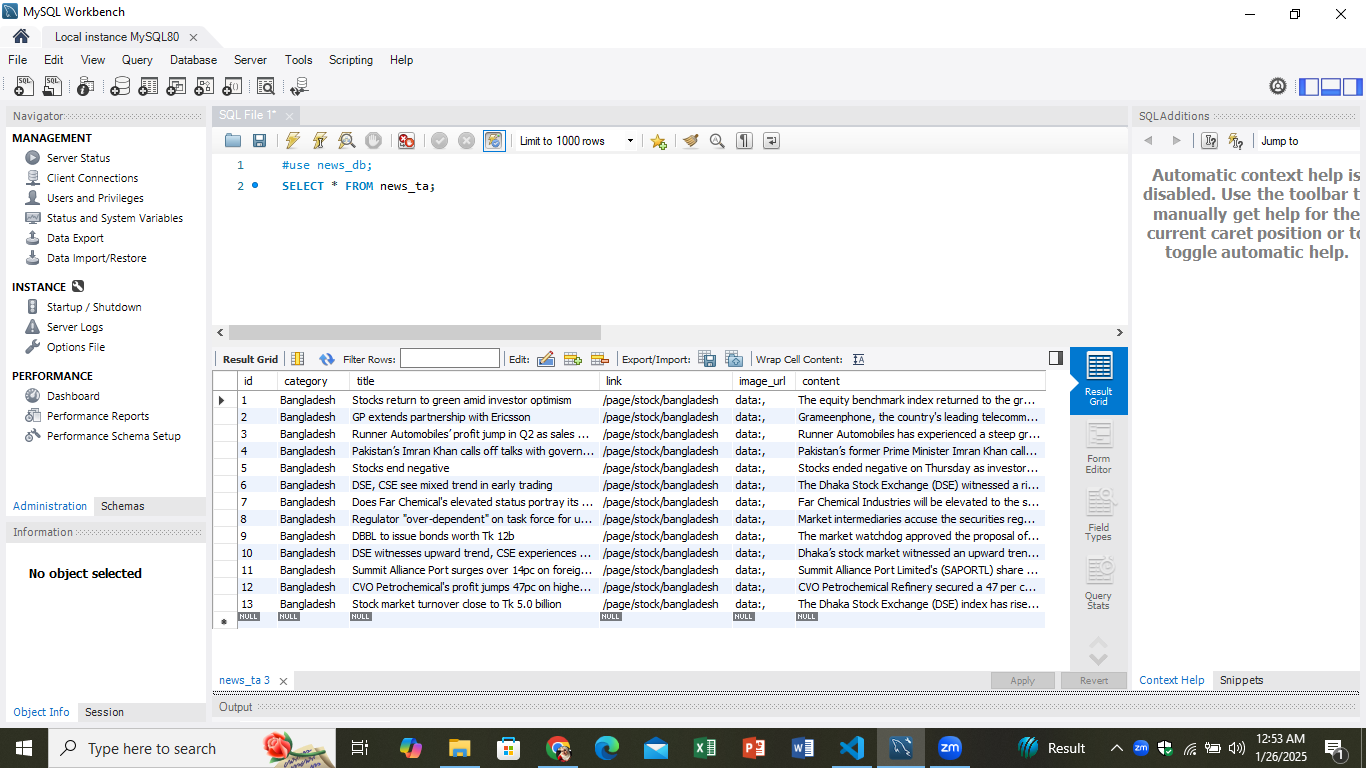 MySQL Workbench
Local instance MySQL80
File Edit View Query Database Server Tools Scripting Help
Navigator
MANAGEMENT
Server Status
Client Connections
Users and Privileges
Status and System Variables
Data Export
Data Import/Restore
INSTANCE
Startup / Shutdown
Server Logs
Options File
PERFORMANCE
Dashboard
Performance Reports
Performance Schema Setup
Administration Schemas
Information
No object selected
Object Info Session
SQL File 1*
Limit to 1000 rows
1 #use news_db;
2 SELECT * FROM news_ta;
Result Grid Filter Rows: Edit: Export/Import: Wrap Cell Content:
id category title link image_url content
1 Bangladesh Stocks return to green amid investor optimism /page/stock/bangladesh data:, The equity benchmark index returned to the gr...
2 Bangladesh GP extends partnership with Ericsson /page/stock/bangladesh data:, Grameenphone, the country's leading telecomm...
3 Bangladesh Runner Automobiles’ profit jump in Q2 as sales ... /page/stock/bangladesh data:, Runner Automobiles has experienced a steep gr...
4 Bangladesh Pakistan’s Imran Khan calls off talks with govern... /page/stock/bangladesh data:, Pakistan’s former Prime Minister Imran Khan call...
5 Bangladesh Stocks end negative /page/stock/bangladesh data:, Stocks ended negative on Thursday as investor...
6 Bangladesh DSE, CSE see mixed trend in early trading /page/stock/bangladesh data:, The Dhaka Stock Exchange (DSE) witnessed a ri...
7 Bangladesh Does Far Chemical's elevated status portray its ... /page/stock/bangladesh data:, Far Chemical Industries will be elevated to the s...
8 Bangladesh Regulator "over-dependent" on task force for u... /page/stock/bangladesh data:, Market intermediaries accuse the securities reg...
9 Bangladesh DBBL to issue bonds worth Tk 12b /page/stock/bangladesh data:, The market watchdog approved the proposal of...
10 Bangladesh DSE witnesses upward trend, CSE experiences ... /page/stock/bangladesh data:, Dhaka’s stock market witnessed an upward tren...
11 Bangladesh Summit Alliance Port surges over 14pc on foreig... /page/stock/bangladesh data:, Summit Alliance Port Limited's (SAPORTL) share ...
12 Bangladesh CVO Petrochemical's profit jumps 47pc on highe... /page/stock/bangladesh data:, CVO Petrochemical Refinery secured a 47 per c...
13 Bangladesh Stock market turnover close to Tk 5.0 billion /page/stock/bangladesh data:, The Dhaka Stock Exchange (DSE) index has rise...
NULL NULL NULL NULL NULL NULL
Result
Grid
Form
Editor
Field
Types
Query
Stats
news_ta 3
Apply Revert
Output
SQLAdditions
Jump to
Automatic context help is
disabled. Use the toolbar t
manually get help for the
current caret position or to
toggle automatic help.
Context Help Snippets
Type here to search
Result
12:53 AM
1/26/2025
1